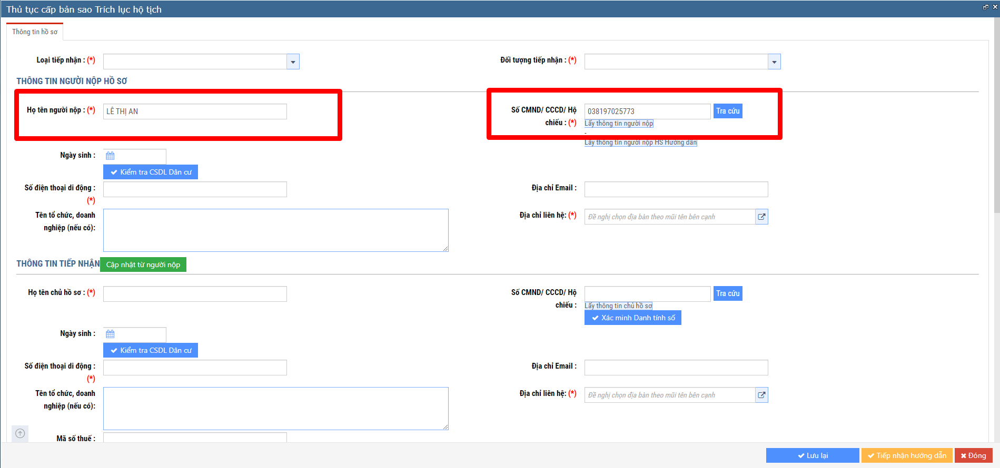 Thủ tục cấp bản sao Trích lục hộ tịch
Thông tin hồ sơ
Loại tiếp nhận : (*)
Đối tượng tiếp nhận : (*)
THÔNG TIN NGƯỜI NỘP HỒ SƠ
Họ tên người nộp : (*) LÊ THỊ AN
Số CMND/ CCCD/ Hộ chiếu : (*) 038197025773 Tra cứu
Lấy thông tin người nộp
-
Lấy thông tin người nộp HS Hướng dẫn
Ngày sinh :
Kiểm tra CSDL Dân cư
Số điện thoại di động : (*)
Địa chỉ Email :
Tên tổ chức, doanh nghiệp (nếu có):
Địa chỉ liên hệ: (*) Đề nghị chọn địa bàn theo mũi tên bên cạnh
THÔNG TIN TIẾP NHẬN Cập nhật từ người nộp
Họ tên chủ hồ sơ : (*)
Số CMND/ CCCD/ Hộ chiếu : Tra cứu
Lấy thông tin chủ hồ sơ
Xác minh Danh tính số
Ngày sinh :
Kiểm tra CSDL Dân cư
Số điện thoại di động : (*)
Địa chỉ Email :
Tên tổ chức, doanh nghiệp (nếu có):
Địa chỉ liên hệ: (*) Đề nghị chọn địa bàn theo mũi tên bên cạnh
Mã số thuế :
Lưu lại Tiếp nhận hướng dẫn Đóng